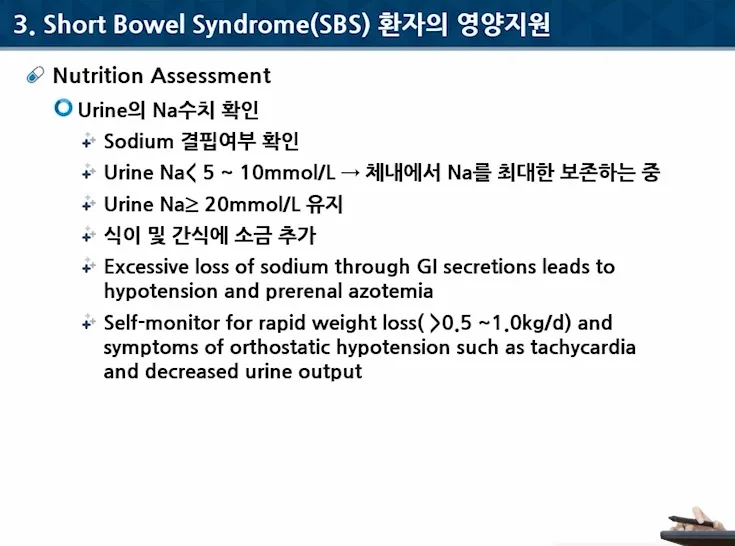 3. Short Bowel Syndrome(SBS) 환자의 영양지원
Nutrition Assessment
Urine의 Na수치 확인
Sodium 결핍여부 확인
Urine Na< 5 ~ 10mmol/L → 체내에서 Na를 최대한 보존하는 중
Urine Na≥ 20mmol/L 유지
식이 및 간식에 소금 추가
Excessive loss of sodium through GI secretions leads to
hypotension and prerenal azotemia
Self-monitor for rapid weight loss( >0.5 ~1.0kg/d) and
symptoms of orthostatic hypotension such as tachycardia
and decreased urine output